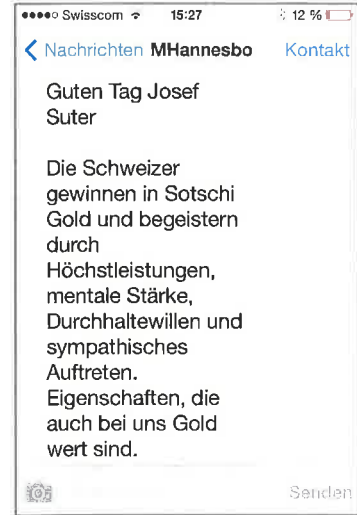 Swisscom 15:27 12 %
Nachrichten MHannesbo Kontakt
Guten Tag Josef
Suter
Die Schweizer
gewinnen in Sotschi
Gold und begeistern
durch
Höchstleistungen,
mentale Stärke,
Durchhaltewillen und
sympathisches
Auftreten.
Eigenschaften, die
auch bei uns Gold
wert sind.
Senden